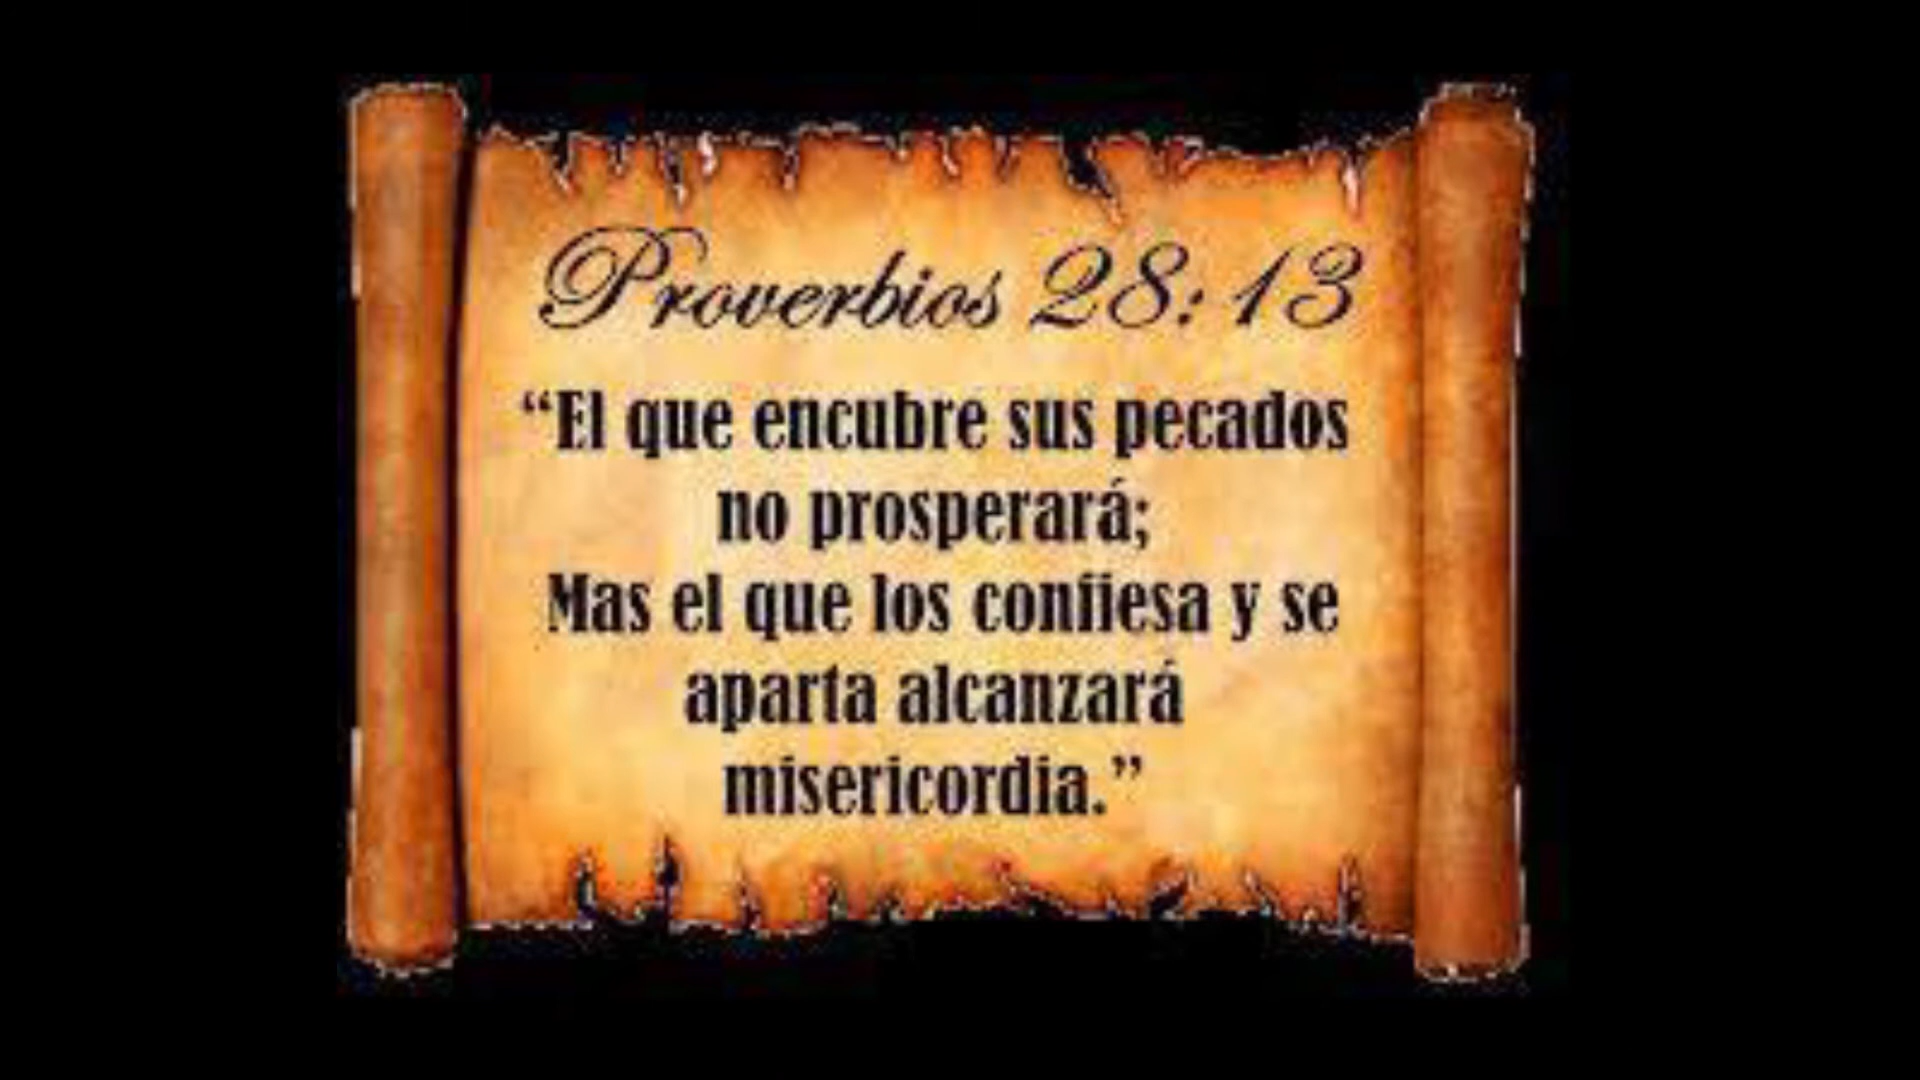 Proverbios 28:13
“El que encubre sus pecados
no prosperará;
Mas el que los confiesa y se
aparta alcanzará
misericordia.”